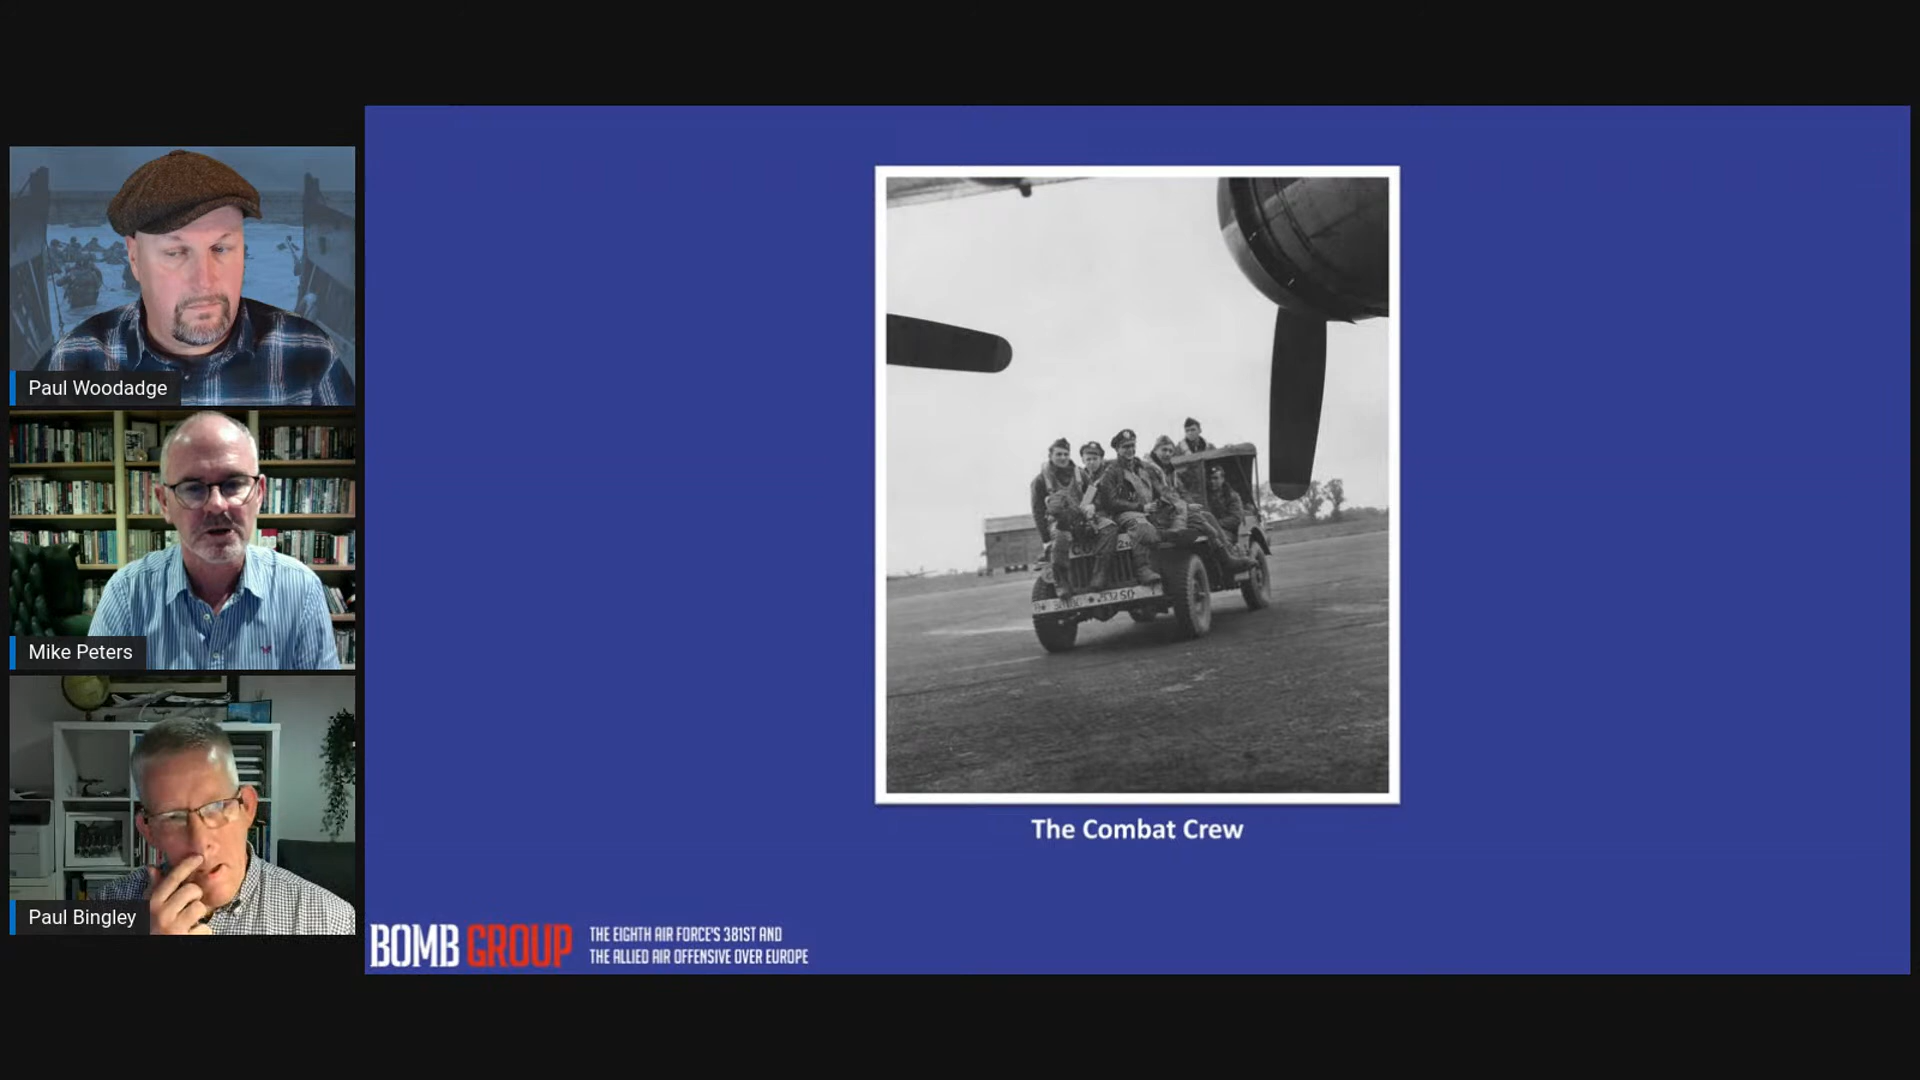 Paul Woodadge
Mike Peters
Paul Bingley
The Combat Crew
BOMB GROUP
THE EIGHTH AIR FORCE'S 381ST AND
THE ALLIED AIR OFFENSIVE OVER EUROPE